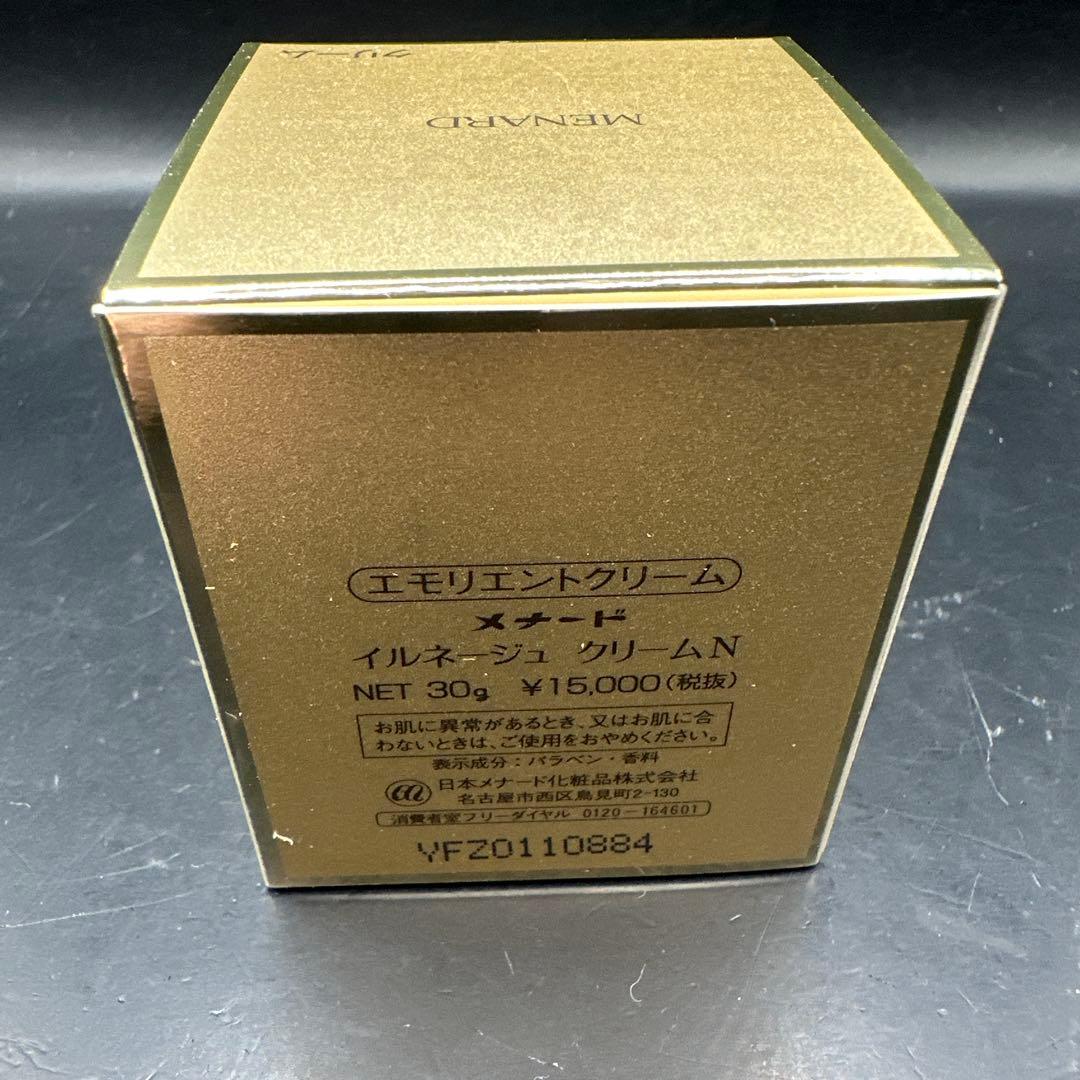 クリーム
MENARD
エモリエントクリーム
メナード
イルネージュ クリームN
NET 30g ¥15,000(税抜)
お肌に異常があるとき、又はお肌に合
わないときは、ご使用をおやめください。
表示成分：パラベン・香料
日本メナード化粧品株式会社
名古屋市西区鳥見町2-130
消費者室フリーダイヤル 0120-164601
YFZ0110884